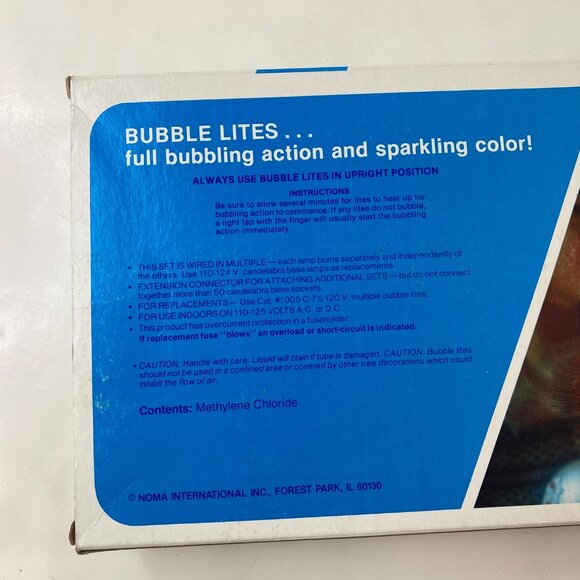 BUBBLE LITES . . .
full bubbling action and sparkling color!
ALWAYS USE BUBBLE LITES IN UPRIGHT POSITION
INSTRUCTIONS
Be sure to allow several minutes for lites to heat up for
bubbling action to commence. If any lites do not bubble,
a light tap with the finger will usually start the bubbling
action immediately.
• THIS SET IS WIRED IN MULTIPLE — each lamp burns separately and independently of
the others. Use 110-124 V. candelabra base lamps as replacements.
• EXTENSION CONNECTOR FOR ATTACHING ADDITIONAL SETS — but do not connect
together more than 50 candelabra base sockets.
• FOR REPLACEMENTS — Use Cat. #1005 C-7½ 120 V. multiple bubble lites.
• FOR USE INDOORS ON 110-125 VOLTS A.C. or D.C.
• This product has overcurrent protection in a fuseholder.
If replacement fuse "blows" an overload or short-circuit is indicated.
• CAUTION: Handle with care. Liquid will stain if tube is damaged. CAUTION: Bubble lites
should not be used in a confined area or covered by other tree decorations which could
inhibit the flow of air.
Contents: Methylene Chloride
© NOMA INTERNATIONAL INC., FOREST PARK, IL 60130